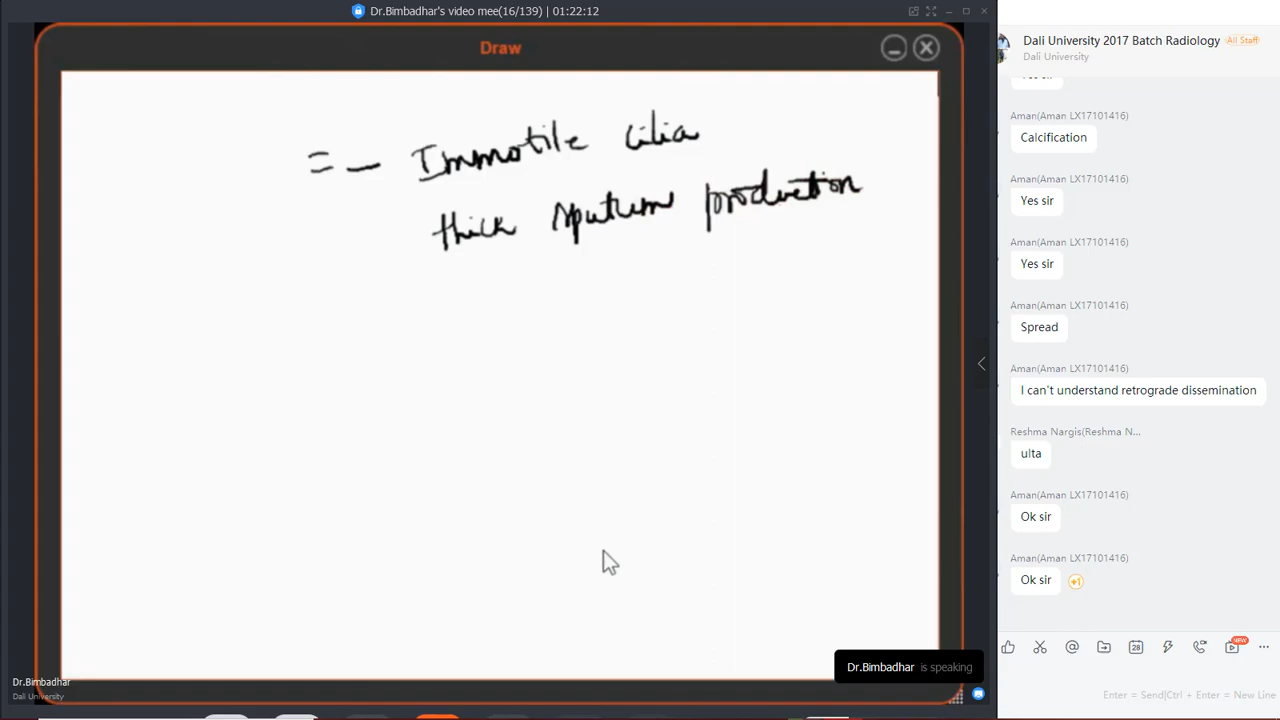 Dr.Bimbadhar's video mee(16/139) | 01:22:12
Draw
= - Immotile cilia
thick sputum production
Dr.Bimbadhar is speaking
Dr.Bimbadhar
Dali University
Dali University 2017 Batch Radiology All Staff
Dali University
Yes sir
Aman(Aman LX17101416)
Calcification
Aman(Aman LX17101416)
Yes sir
Aman(Aman LX17101416)
Yes sir
Aman(Aman LX17101416)
Spread
Aman(Aman LX17101416)
I can't understand retrograde dissemination
Reshma Nargis(Reshma N...
ulta
Aman(Aman LX17101416)
Ok sir
Aman(Aman LX17101416)
Ok sir +1
28
NEW
Enter = Send|Ctrl + Enter = New Line